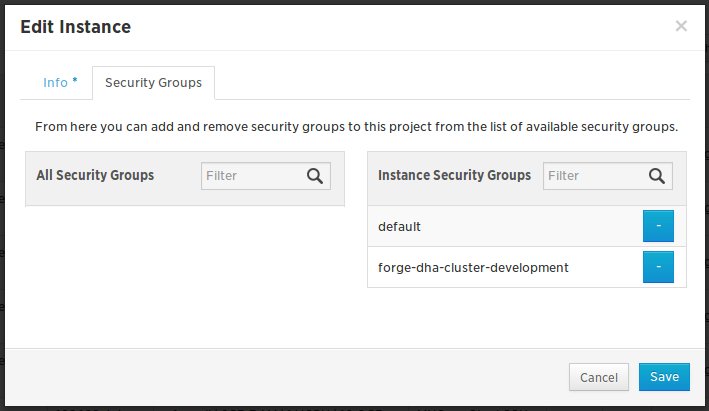 Edit Instance
×
Info *
Security Groups
From here you can add and remove security groups to this project from the list of available security groups.
All Security Groups
Filter
Instance Security Groups
Filter
default
-
forge-dha-cluster-development
-
Cancel
Save